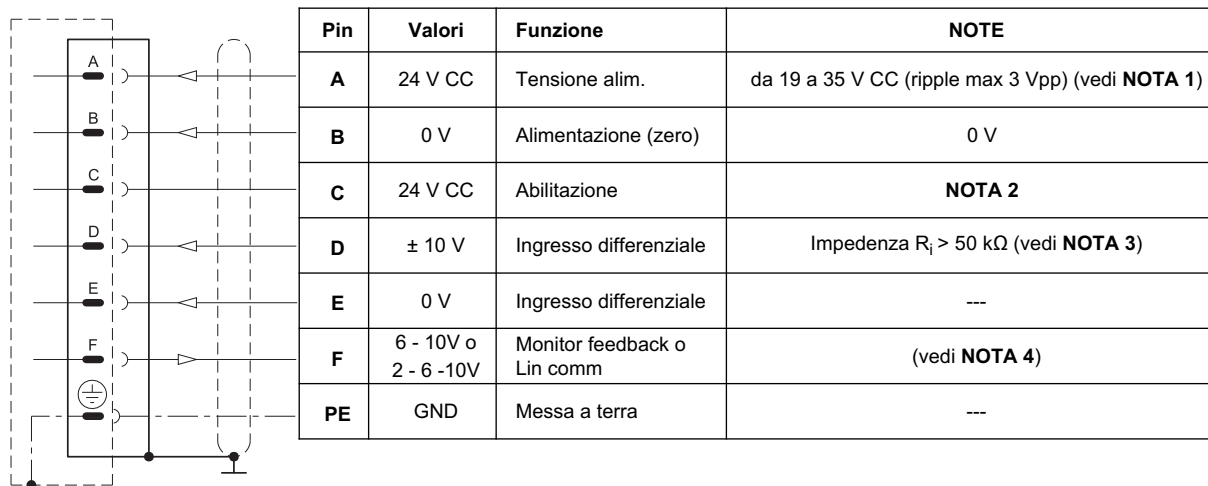 Pin Valori Funzione NOTE
A A 24 V CC Tensione alim. da 19 a 35 V CC (ripple max 3 Vpp) (vedi NOTA 1)
B B 0 V Alimentazione (zero) 0 V
C C 24 V CC Abilitazione NOTA 2
D D ± 10 V Ingresso differenziale Impedenza Ri > 50 kΩ (vedi NOTA 3)
E E 0 V Ingresso differenziale ---
F F 6 - 10V o Monitor feedback o (vedi NOTA 4)
2 - 6 -10V Lin comm
PE GND Messa a terra ---